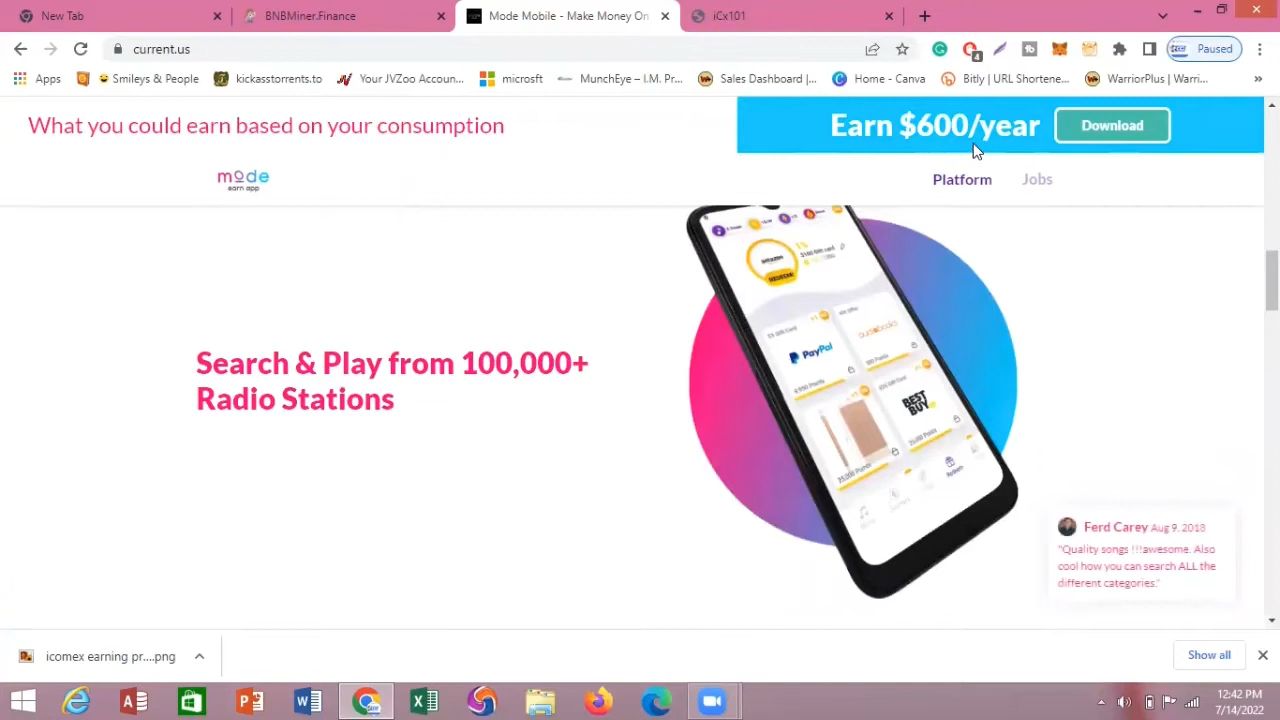 New Tab
BNBMiner.Finance
Mode Mobile - Make Money On
iCx101
current.us
4
Paused
Apps
Smileys & People
kickasstorrents.to
Your JVZoo Accoun...
microsft
MunchEye – I.M. Pr...
Sales Dashboard |...
Home - Canva
Bitly | URL Shortene...
WarriorPlus | Warri...
What you could earn based on your consumption
Earn $600/year
Download
mode
earn app
Platform
Jobs
PayPal
BEST
BUY
Redeem
Search & Play from 100,000+
Radio Stations
Ferd Carey Aug 9. 2018
"Quality songs !!!awesome. Also
cool how you can search ALL the
different categories."
icomex earning pr....png
Show all
12:42 PM
7/14/2022